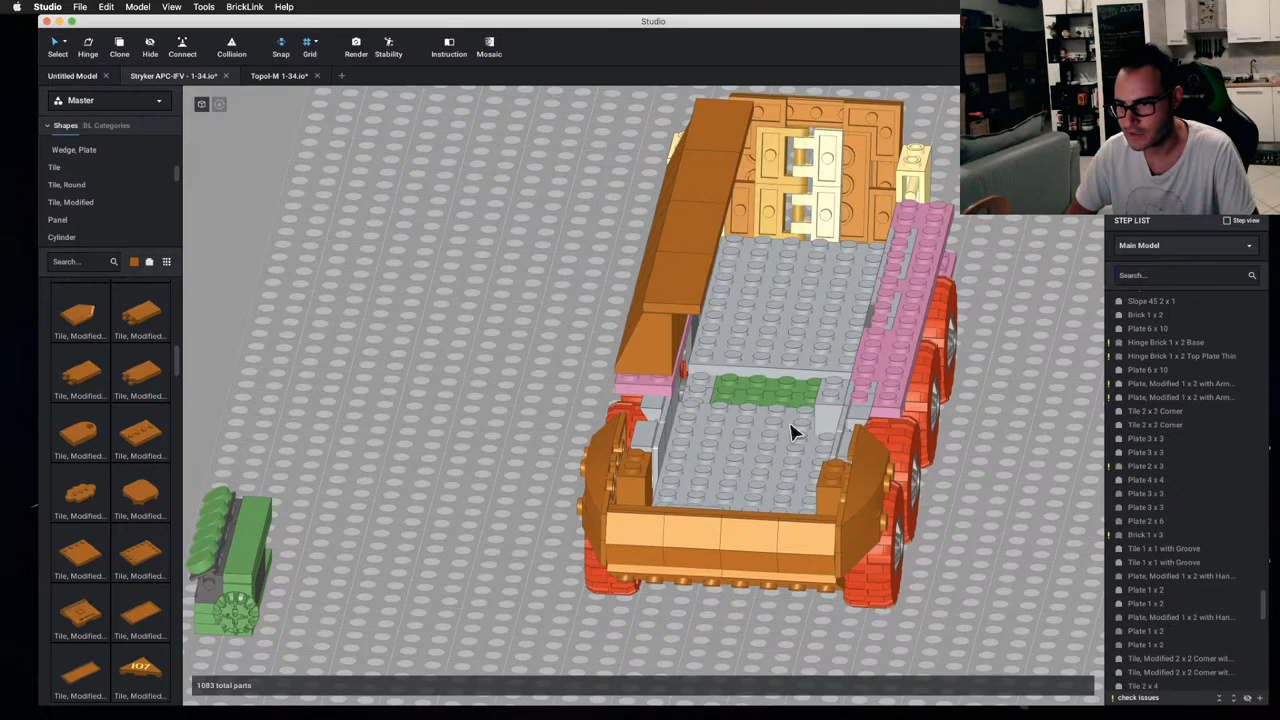 Studio File Edit Model View Tools BrickLink Help
Studio
Select Hinge Clone Hide Connect Collision Snap Grid Render Stability Instruction Mosaic
Untitled Model Stryker APC-IFV - 1-34.io* Topol-M 1-34.io*
Master
Shapes BL Categories
Wedge, Plate
Tile
Tile, Round
Tile, Modified
Panel
Cylinder
Search...
Tile, Modified... Tile, Modified...
Tile, Modified... Tile, Modified...
Tile, Modified... Tile, Modified...
Tile, Modified... Tile, Modified...
Tile, Modified... Tile, Modified...
Tile, Modified... Tile, Modified...
107
Tile, Modified... Tile, Modified...
1083 total parts
STEP LIST Step view
Main Model
Search...
Slope 45 2 x 1
Brick 1 x 2
Plate 6 x 10
Hinge Brick 1 x 2 Base
Hinge Brick 1 x 2 Top Plate Thin
Plate 6 x 10
Plate, Modified 1 x 2 with Arm...
Plate, Modified 1 x 2 with Arm...
Tile 2 x 2 Corner
Tile 2 x 2 Corner
Plate 3 x 3
Plate 3 x 3
Plate 2 x 3
Plate 4 x 4
Plate 3 x 3
Plate 3 x 3
Plate 2 x 6
Brick 1 x 3
Tile 1 x 1 with Groove
Tile 1 x 1 with Groove
Plate, Modified 1 x 2 with Han...
Plate 1 x 2
Plate 1 x 2
Plate, Modified 1 x 2 with Han...
Plate 1 x 2
Plate 1 x 2
Tile, Modified 2 x 2 Corner wit...
Tile, Modified 2 x 2 Corner wit...
Tile 2 x 4
check issues